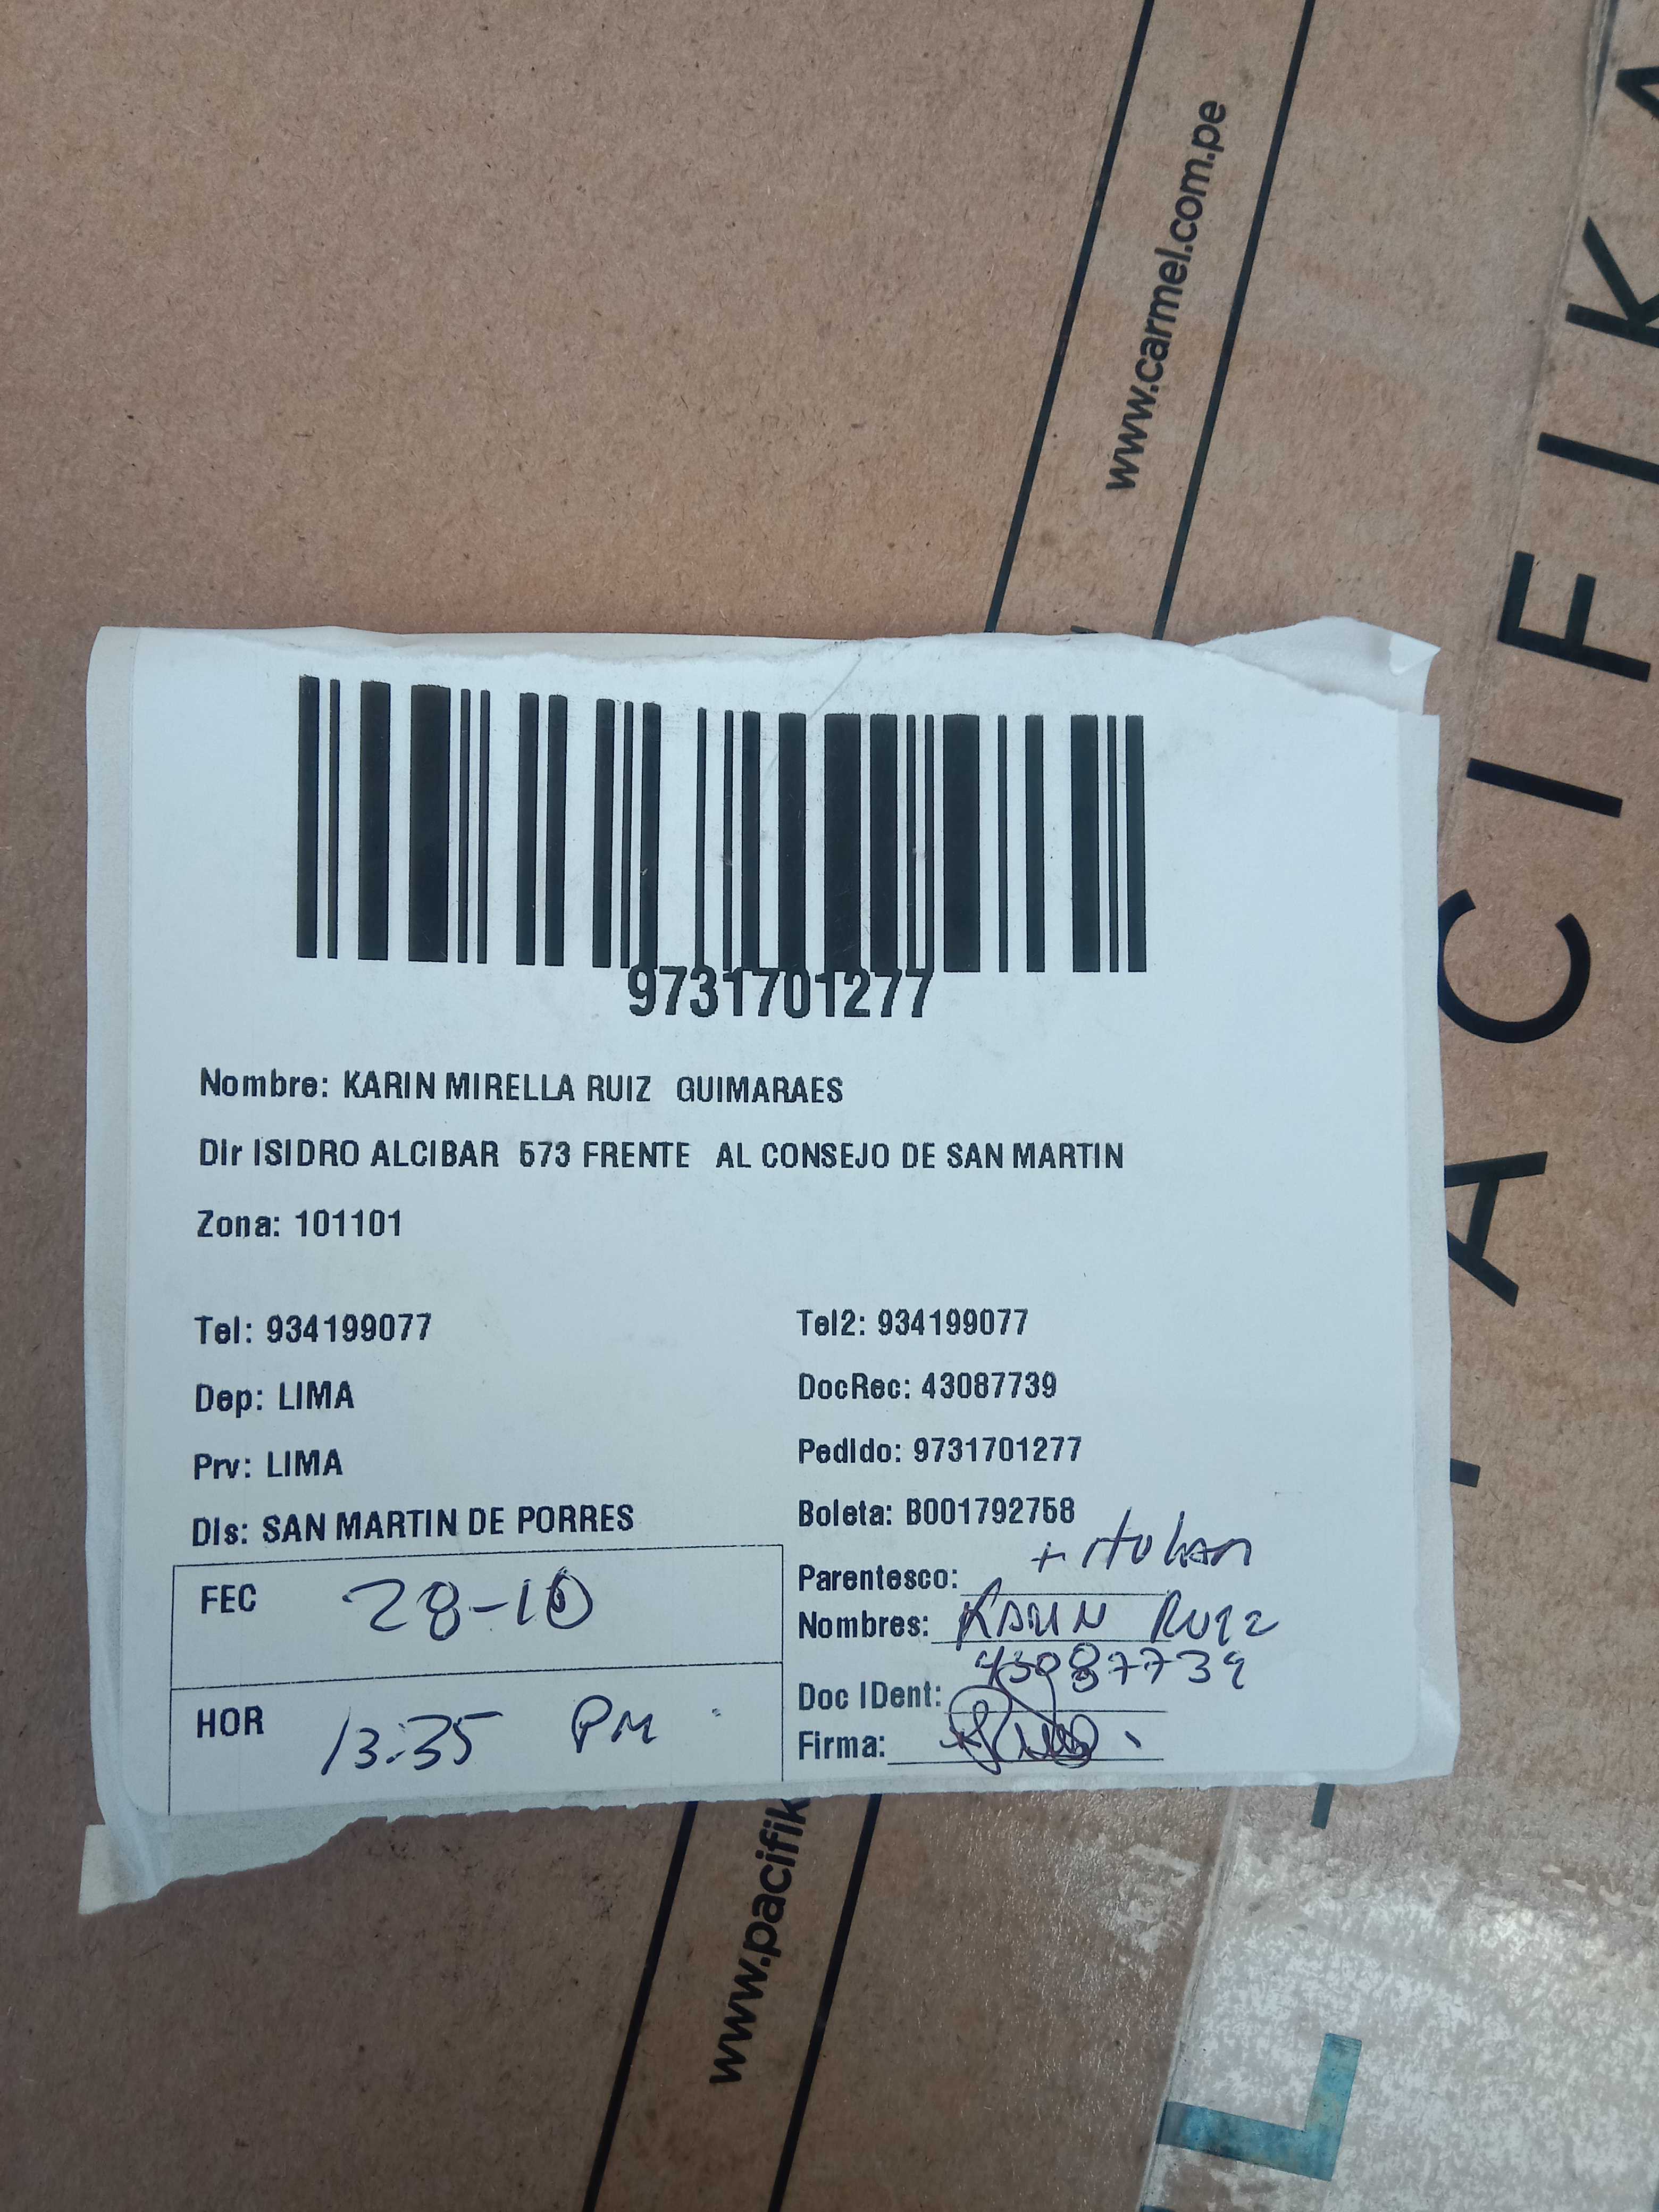 www.carmel.com.pe
PACIFIKA
9731701277
Nombre: KARIN MIRELLA RUIZ GUIMARAES
Dir ISIDRO ALCIBAR 573 FRENTE AL CONSEJO DE SAN MARTIN
Zona: 101101
Tel: 934199077
Tel2: 934199077
Dep: LIMA
DocRec: 43087739
Prv: LIMA
Pedido: 9731701277
Dis: SAN MARTIN DE PORRES
Boleta: B001792758
FEC 28-10
Parentesco: titular
Nombres: KARIN RUIZ
HOR 13:35 PM
Doc IDent: 43087739
Firma:
www.pacifik
L